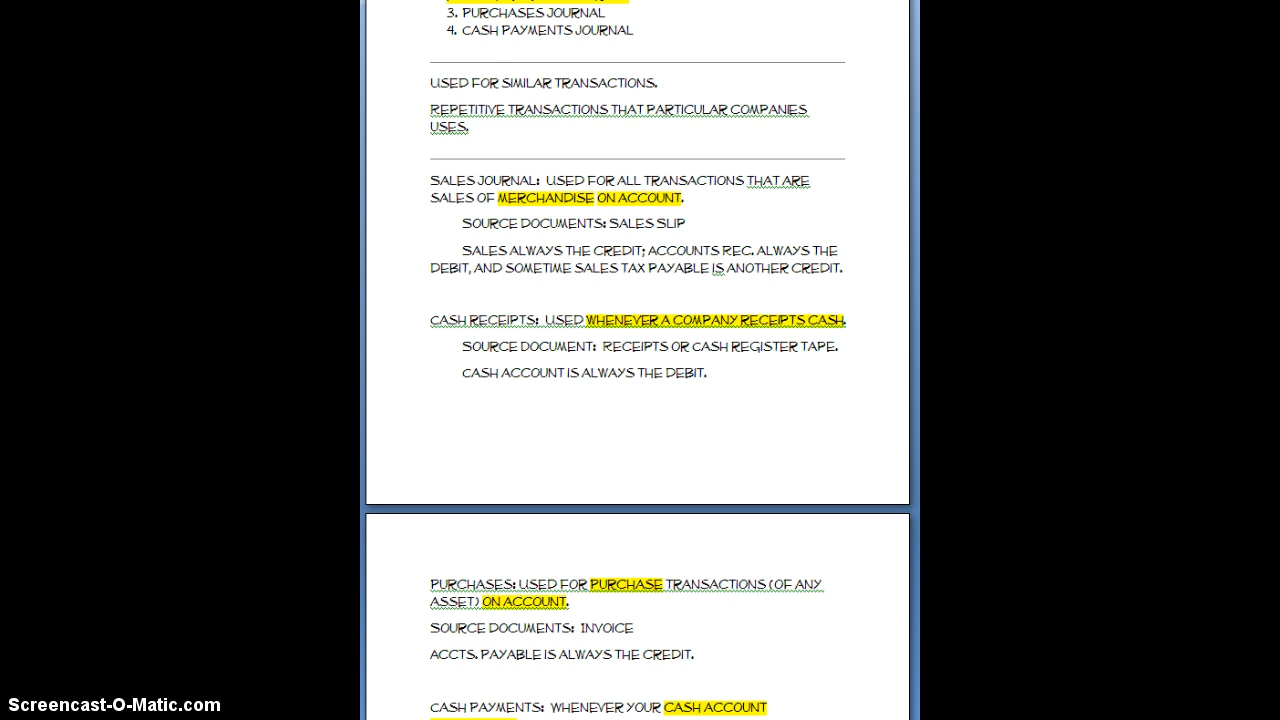 3. PURCHASES JOURNAL
4. CASH PAYMENTS JOURNAL
USED FOR SIMILAR TRANSACTIONS.
REPETITIVE TRANSACTIONS THAT PARTICULAR COMPANIES
USES.
SALES JOURNAL: USED FOR ALL TRANSACTIONS THAT ARE
SALES OF MERCHANDISE ON ACCOUNT.
SOURCE DOCUMENTS: SALES SLIP
SALES ALWAYS THE CREDIT; ACCOUNTS REC. ALWAYS THE
DEBIT, AND SOMETIME SALES TAX PAYABLE IS ANOTHER CREDIT.
CASH RECEIPTS: USED WHENEVER A COMPANY RECEIPTS CASH.
SOURCE DOCUMENT: RECEIPTS OR CASH REGISTER TAPE.
CASH ACCOUNT IS ALWAYS THE DEBIT.
PURCHASES: USED FOR PURCHASE TRANSACTIONS (OF ANY
ASSET) ON ACCOUNT.
SOURCE DOCUMENTS: INVOICE
ACCTS. PAYABLE IS ALWAYS THE CREDIT.
CASH PAYMENTS: WHENEVER YOUR CASH ACCOUNT
Screencast-O-Matic.com